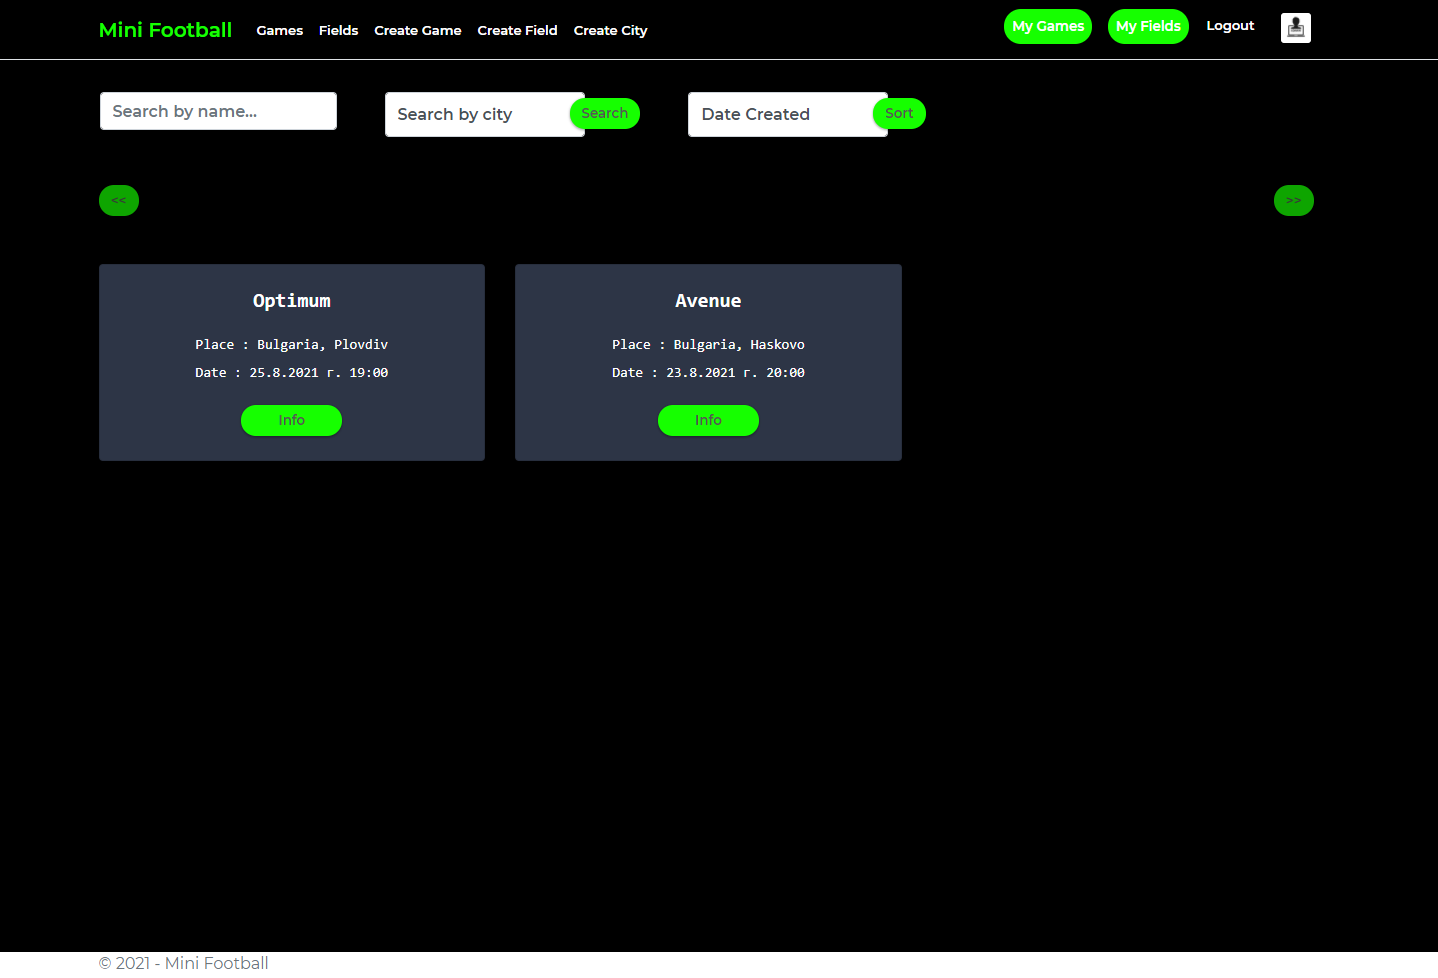 Mini Football Games Fields Create Game Create Field Create City My Games My Fields Logout
Search by name... Search by city Search Date Created Sort
<< >>
Optimum
Place : Bulgaria, Plovdiv
Date : 25.8.2021 г. 19:00
Info
Avenue
Place : Bulgaria, Haskovo
Date : 23.8.2021 г. 20:00
Info
© 2021 - Mini Football